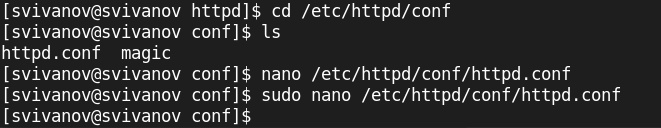 [svivanov@svivanov httpd]$ cd /etc/httpd/conf
[svivanov@svivanov conf]$ ls
httpd.conf  magic
[svivanov@svivanov conf]$ nano /etc/httpd/conf/httpd.conf
[svivanov@svivanov conf]$ sudo nano /etc/httpd/conf/httpd.conf
[svivanov@svivanov conf]$